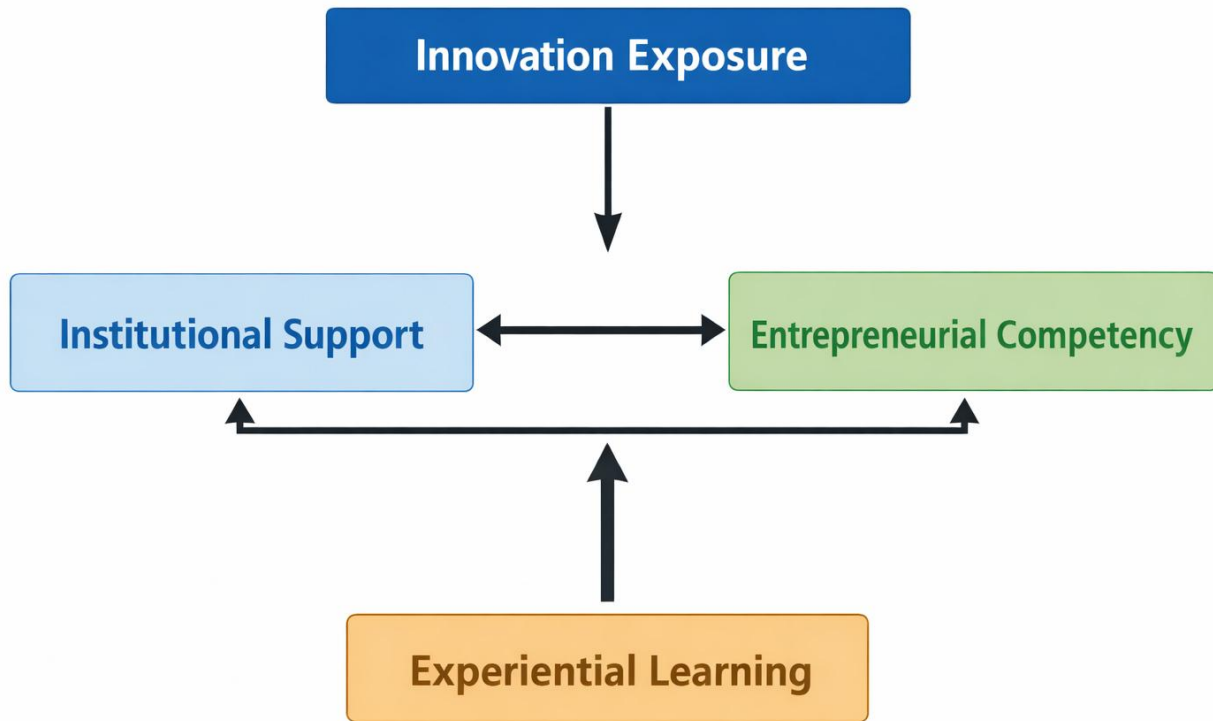 Innovation Exposure
Institutional Support
Entrepreneurial Competency
Experiential Learning